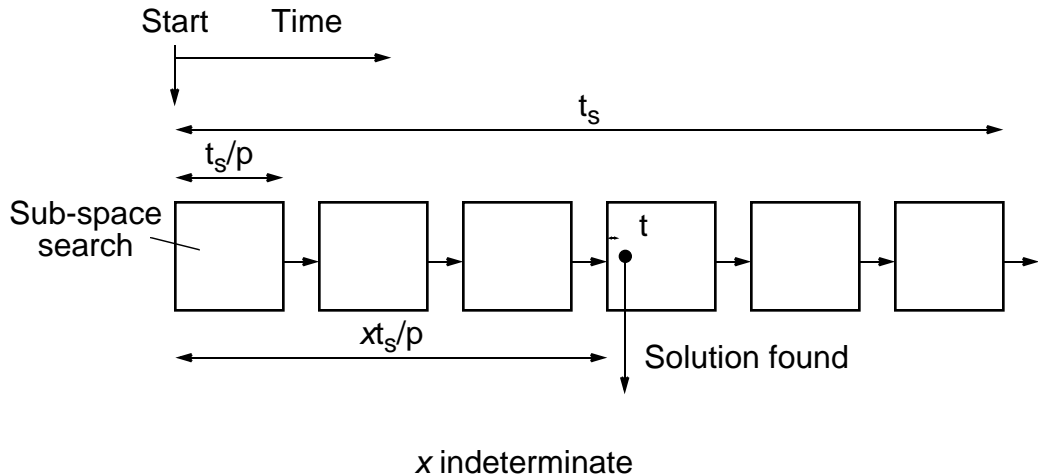 Start Time
t_s
t_s/p
Sub-space
search
t
xt_s/p
Solution found
x indeterminate